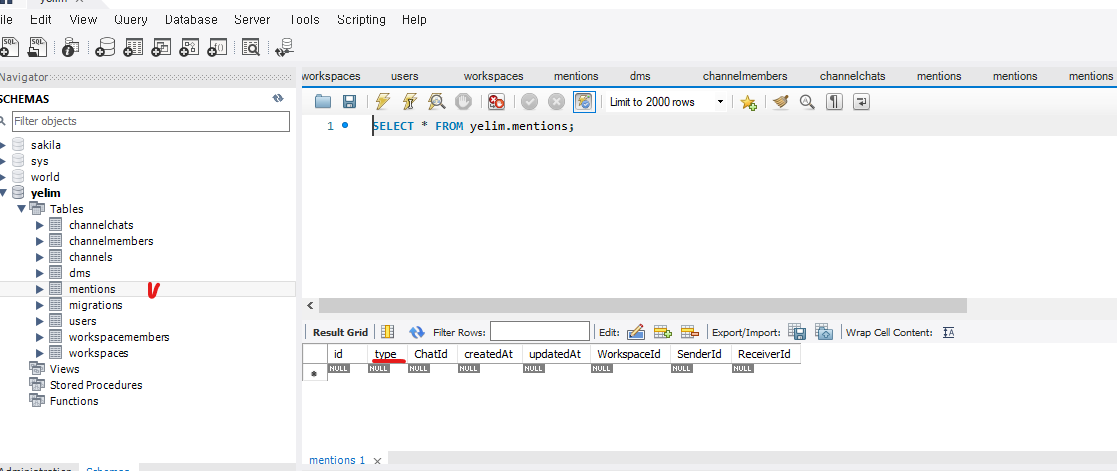 yelim
ile Edit View Query Database Server Tools Scripting Help
Navigator
SCHEMAS
Filter objects
sakila
sys
world
yelim
Tables
channelchats
channelmembers
channels
dms
mentions
migrations
users
workspacemembers
workspaces
Views
Stored Procedures
Functions
Administration Schemas
workspaces users workspaces mentions dms channelmembers channelchats mentions mentions mentions
Limit to 2000 rows
1 SELECT * FROM yelim.mentions;
Result Grid Filter Rows: Edit: Export/Import: Wrap Cell Content: IA
id type ChatId createdAt updatedAt WorkspaceId SenderId ReceiverId
* NULL NULL NULL NULL NULL NULL NULL NULL
mentions 1